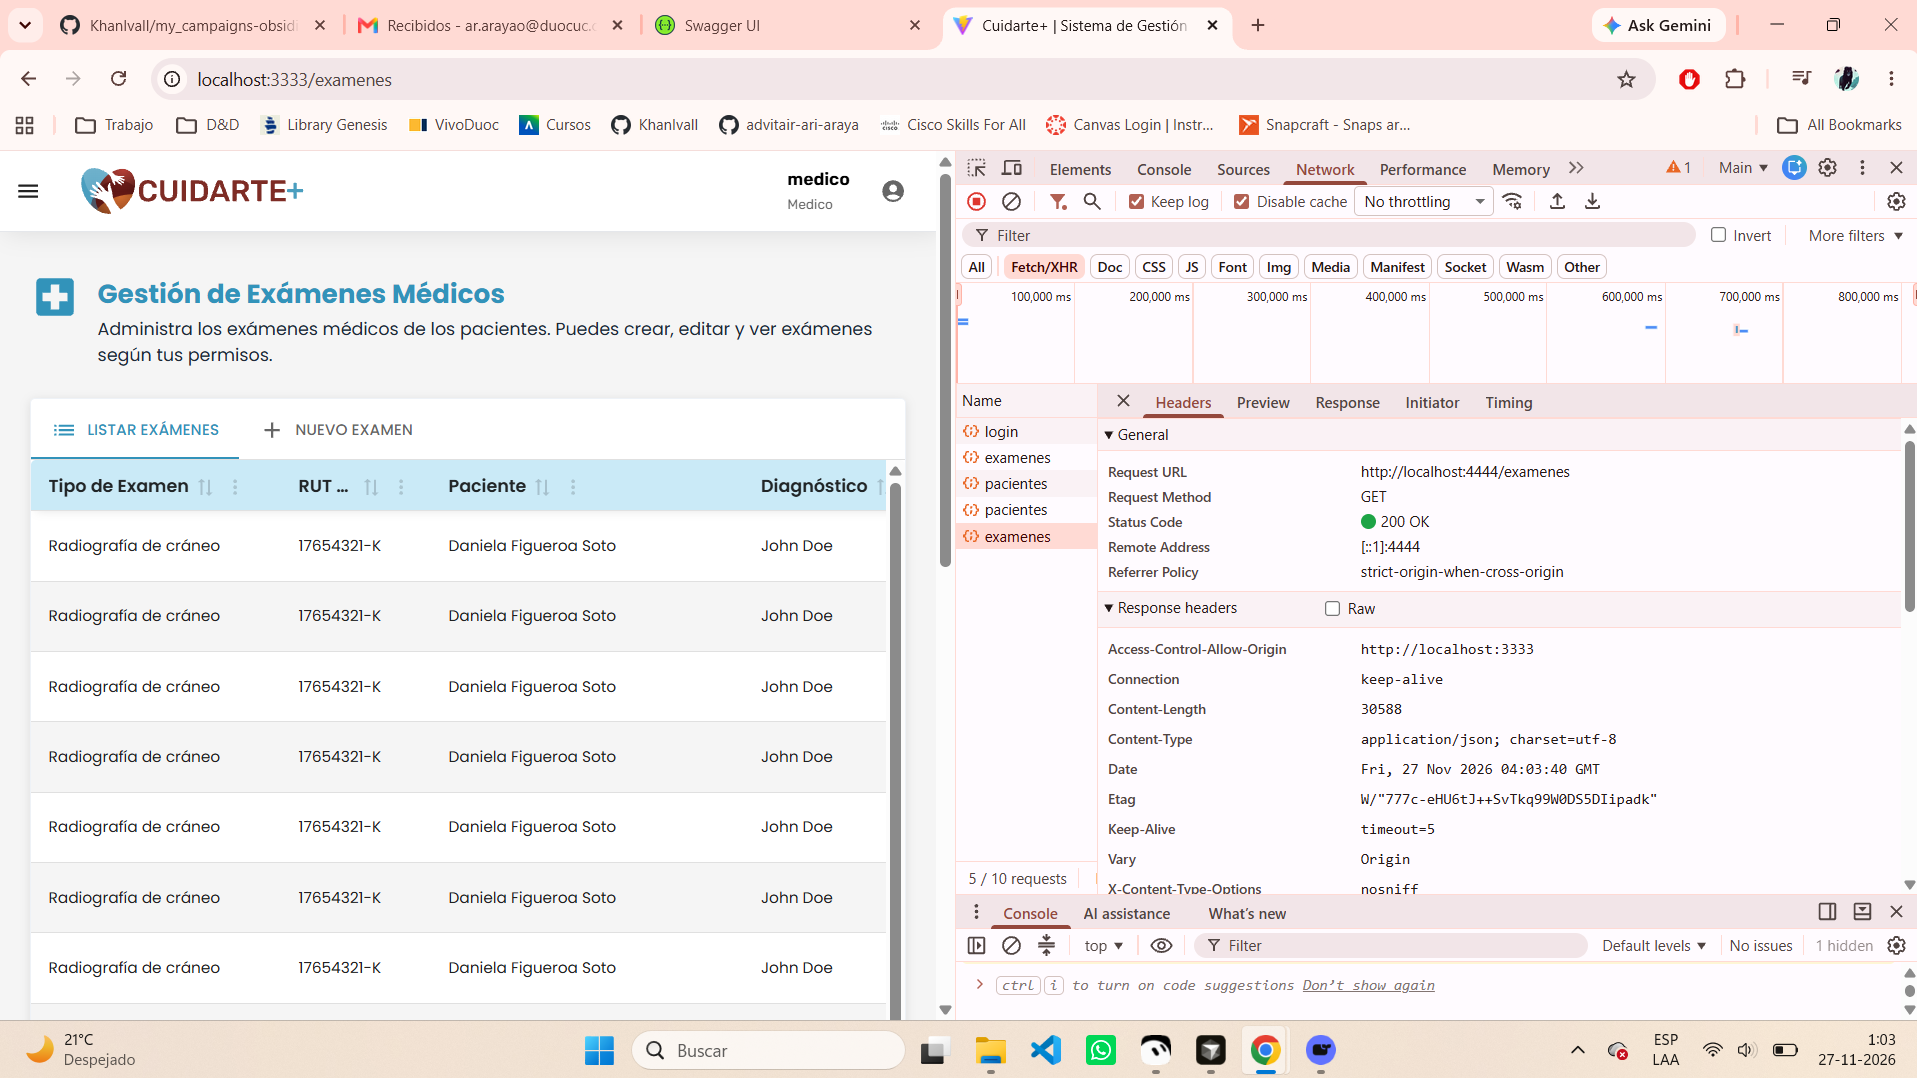 Khanlvall/my_campaigns-obsidi
Recibidos - ar.arayao@duocuc.c
Swagger UI
Cuidarte+ | Sistema de Gestión
Ask Gemini
localhost:3333/examenes
Trabajo
D&D
Library Genesis
VivoDuoc
Cursos
Khanlvall
advitair-ari-araya
Cisco Skills For All
Canvas Login | Instr...
Snapcraft - Snaps ar...
All Bookmarks
CUIDARTE+
medico
Medico
Gestión de Exámenes Médicos
Administra los exámenes médicos de los pacientes. Puedes crear, editar y ver exámenes
según tus permisos.
LISTAR EXÁMENES
NUEVO EXAMEN
Tipo de Examen RUT ... Paciente Diagnóstico
Radiografía de cráneo 17654321-K Daniela Figueroa Soto John Doe
Radiografía de cráneo 17654321-K Daniela Figueroa Soto John Doe
Radiografía de cráneo 17654321-K Daniela Figueroa Soto John Doe
Radiografía de cráneo 17654321-K Daniela Figueroa Soto John Doe
Radiografía de cráneo 17654321-K Daniela Figueroa Soto John Doe
Radiografía de cráneo 17654321-K Daniela Figueroa Soto John Doe
Radiografía de cráneo 17654321-K Daniela Figueroa Soto John Doe
Elements Console Sources Network Performance Memory 1 Main
Keep log Disable cache No throttling
Filter Invert More filters
All Fetch/XHR Doc CSS JS Font Img Media Manifest Socket Wasm Other
100,000 ms 200,000 ms 300,000 ms 400,000 ms 500,000 ms 600,000 ms 700,000 ms 800,000 ms
Name
login
examenes
pacientes
pacientes
examenes
5 / 10 requests
Headers Preview Response Initiator Timing
General
Request URL http://localhost:4444/examenes
Request Method GET
Status Code 200 OK
Remote Address [::1]:4444
Referrer Policy strict-origin-when-cross-origin
Response headers Raw
Access-Control-Allow-Origin http://localhost:3333
Connection keep-alive
Content-Length 30588
Content-Type application/json; charset=utf-8
Date Fri, 27 Nov 2026 04:03:40 GMT
Etag W/"777c-eHU6tJ++SvTkq99W0DS5DIipadk"
Keep-Alive timeout=5
Vary Origin
X-Content-Type-Options nosniff
Console AI assistance What's new
top Filter Default levels No issues 1 hidden
ctrl i to turn on code suggestions Don't show again
21°C
Despejado
Buscar
ESP
LAA
1:03
27-11-2026